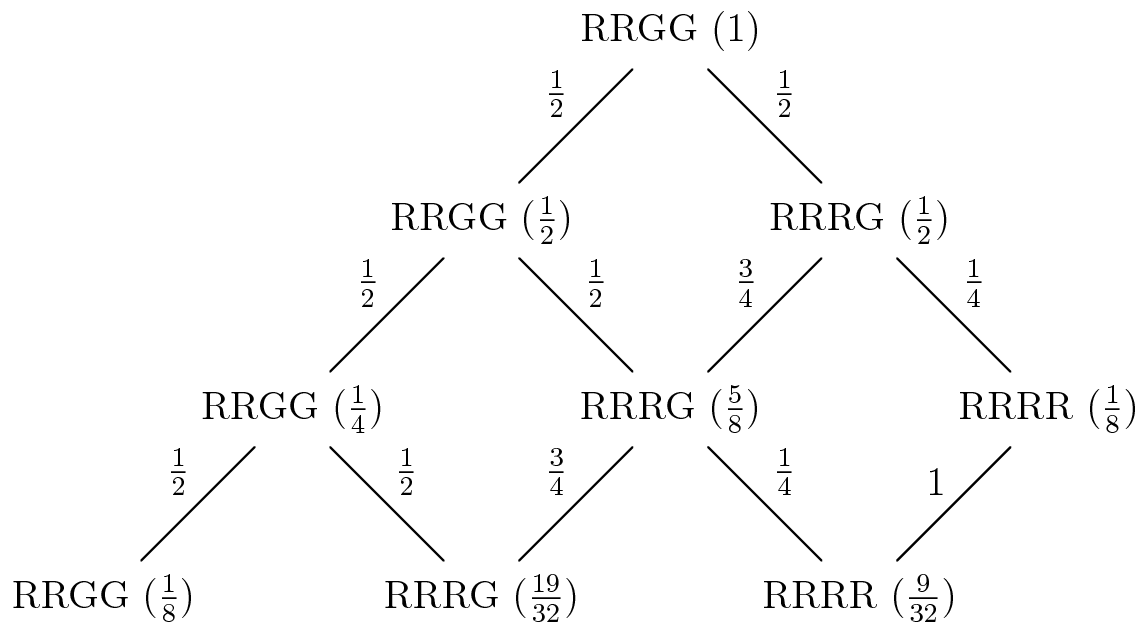 RRGG (1)
1/2 1/2
RRGG (1/2) RRRG (1/2)
1/2 1/2 3/4 1/4
RRGG (1/4) RRRG (5/8) RRRR (1/8)
1/2 1/2 3/4 1/4 1
RRGG (1/8) RRRG (19/32) RRRR (9/32)